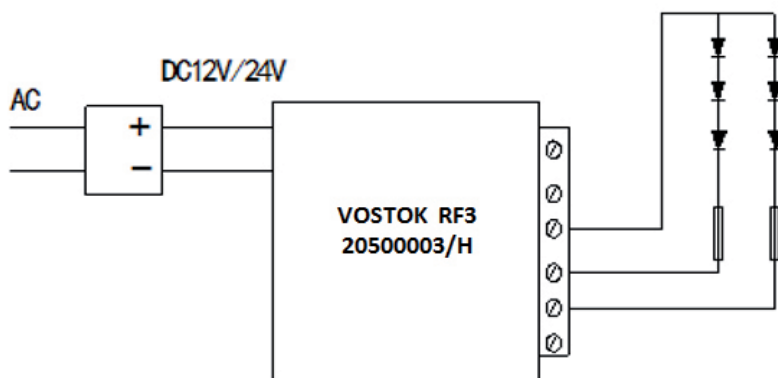 DC12V/24V
AC
+
−
VOSTOK RF3
20500003/H